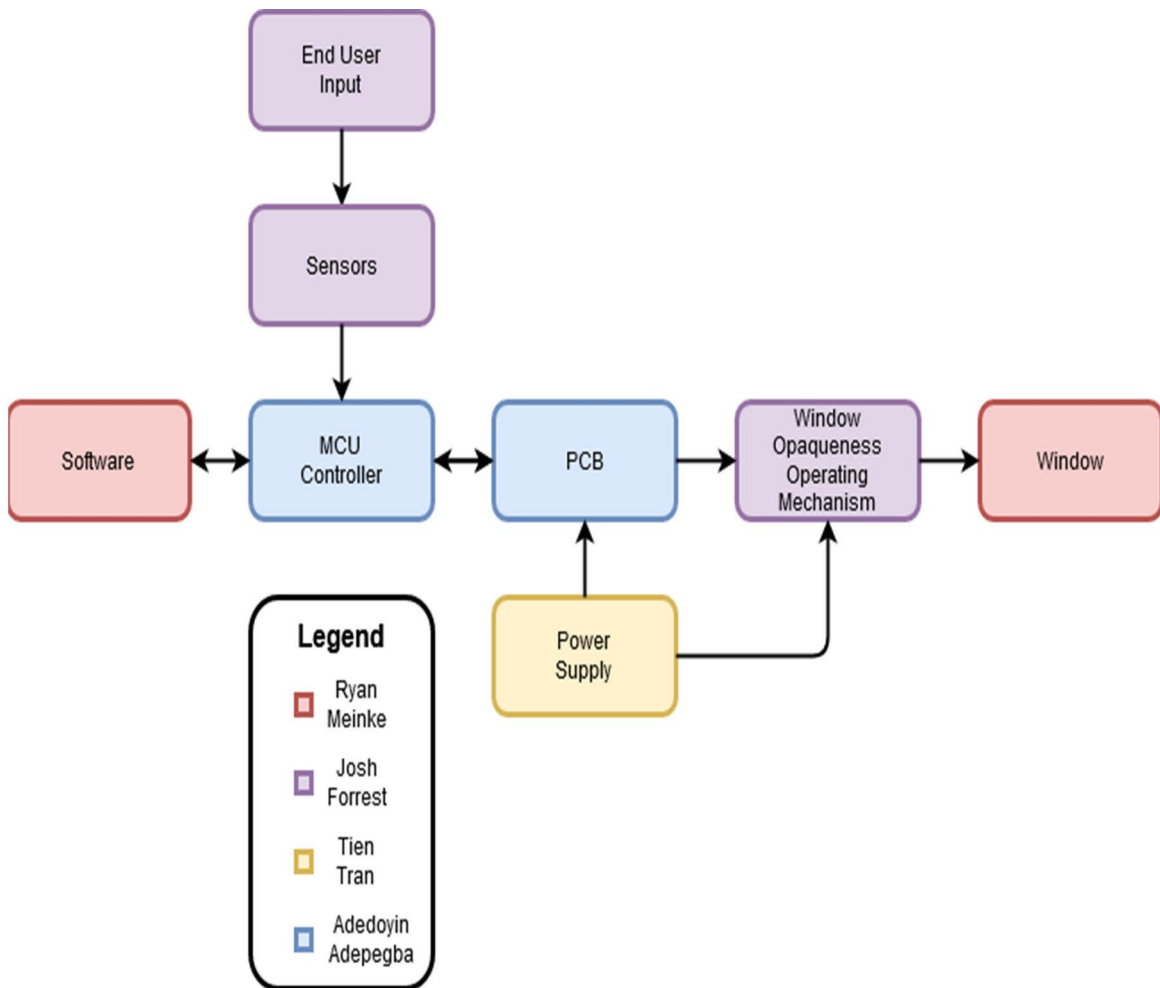 End User
Input
Sensors
Software
MCU
Controller
PCB
Window
Opaqueness
Operating
Mechanism
Window
Power
Supply
Legend
Ryan
Meinke
Josh
Forrest
Tien
Tran
Adedoyin
Adepegba